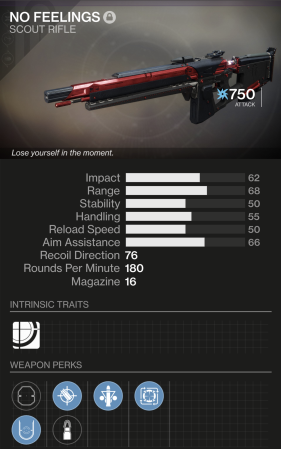 NO FEELINGS
SCOUT RIFLE
750
ATTACK
Lose yourself in the moment.
Impact 62
Range 68
Stability 50
Handling 55
Reload Speed 50
Aim Assistance 66
Recoil Direction 76
Rounds Per Minute 180
Magazine 16
INTRINSIC TRAITS
WEAPON PERKS